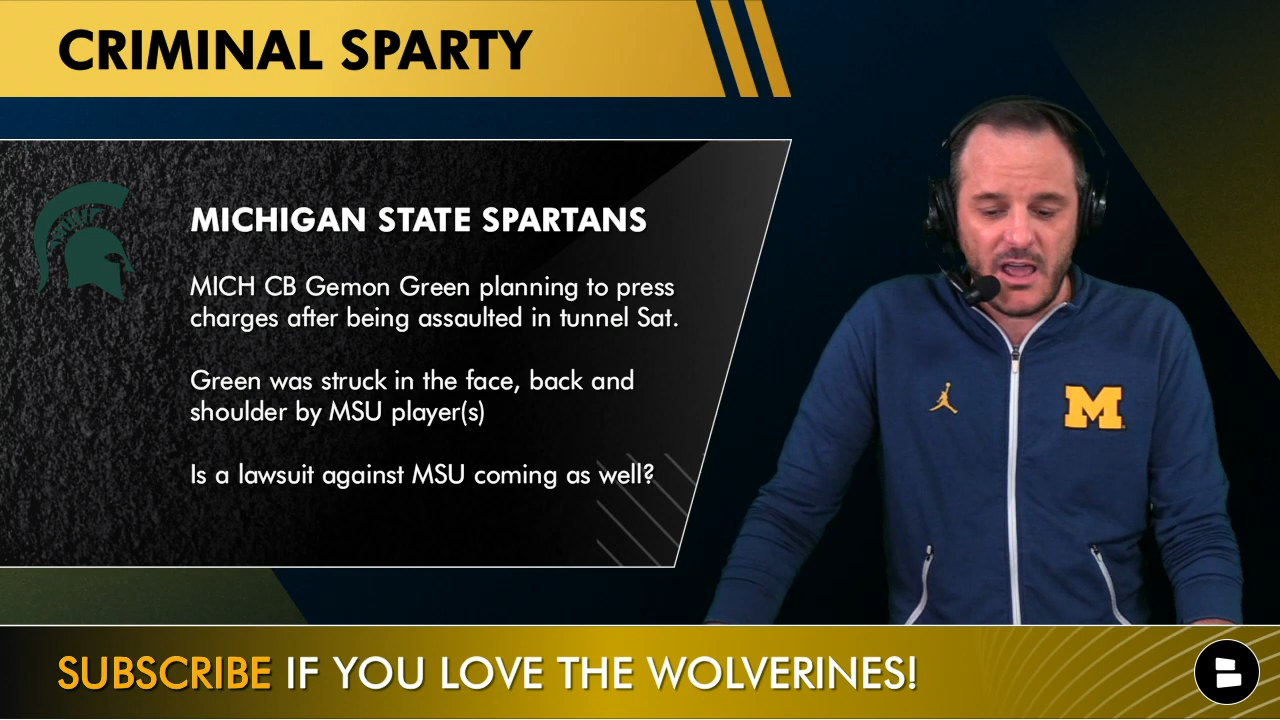 CRIMINAL SPARTY
MICHIGAN STATE SPARTANS
MICH CB Gemon Green planning to press
charges after being assaulted in tunnel Sat.
Green was struck in the face, back and
shoulder by MSU player(s)
Is a lawsuit against MSU coming as well?
M
SUBSCRIBE IF YOU LOVE THE WOLVERINES!